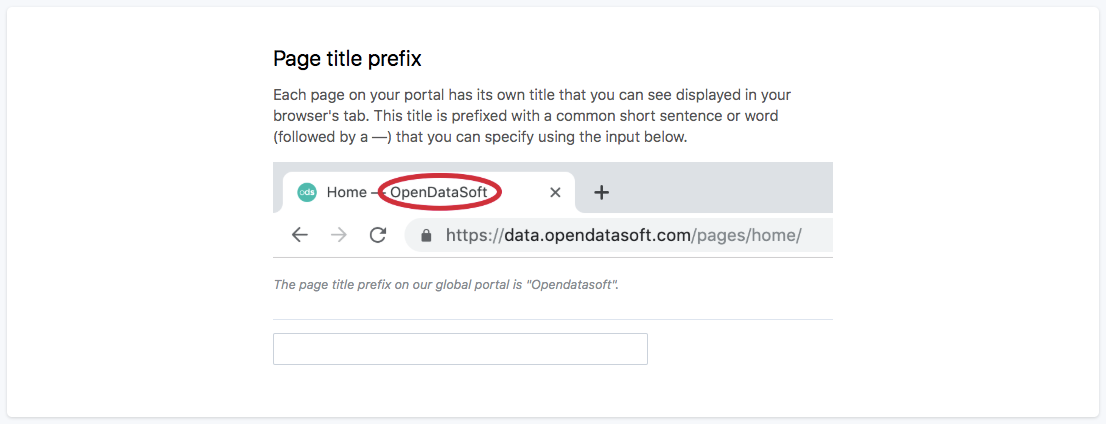 Page title prefix
Each page on your portal has its own title that you can see displayed in your
browser's tab. This title is prefixed with a common short sentence or word
(followed by a —) that you can specify using the input below.
ods Home — OpenDataSoft
https://data.opendatasoft.com/pages/home/
The page title prefix on our global portal is "Opendatasoft".